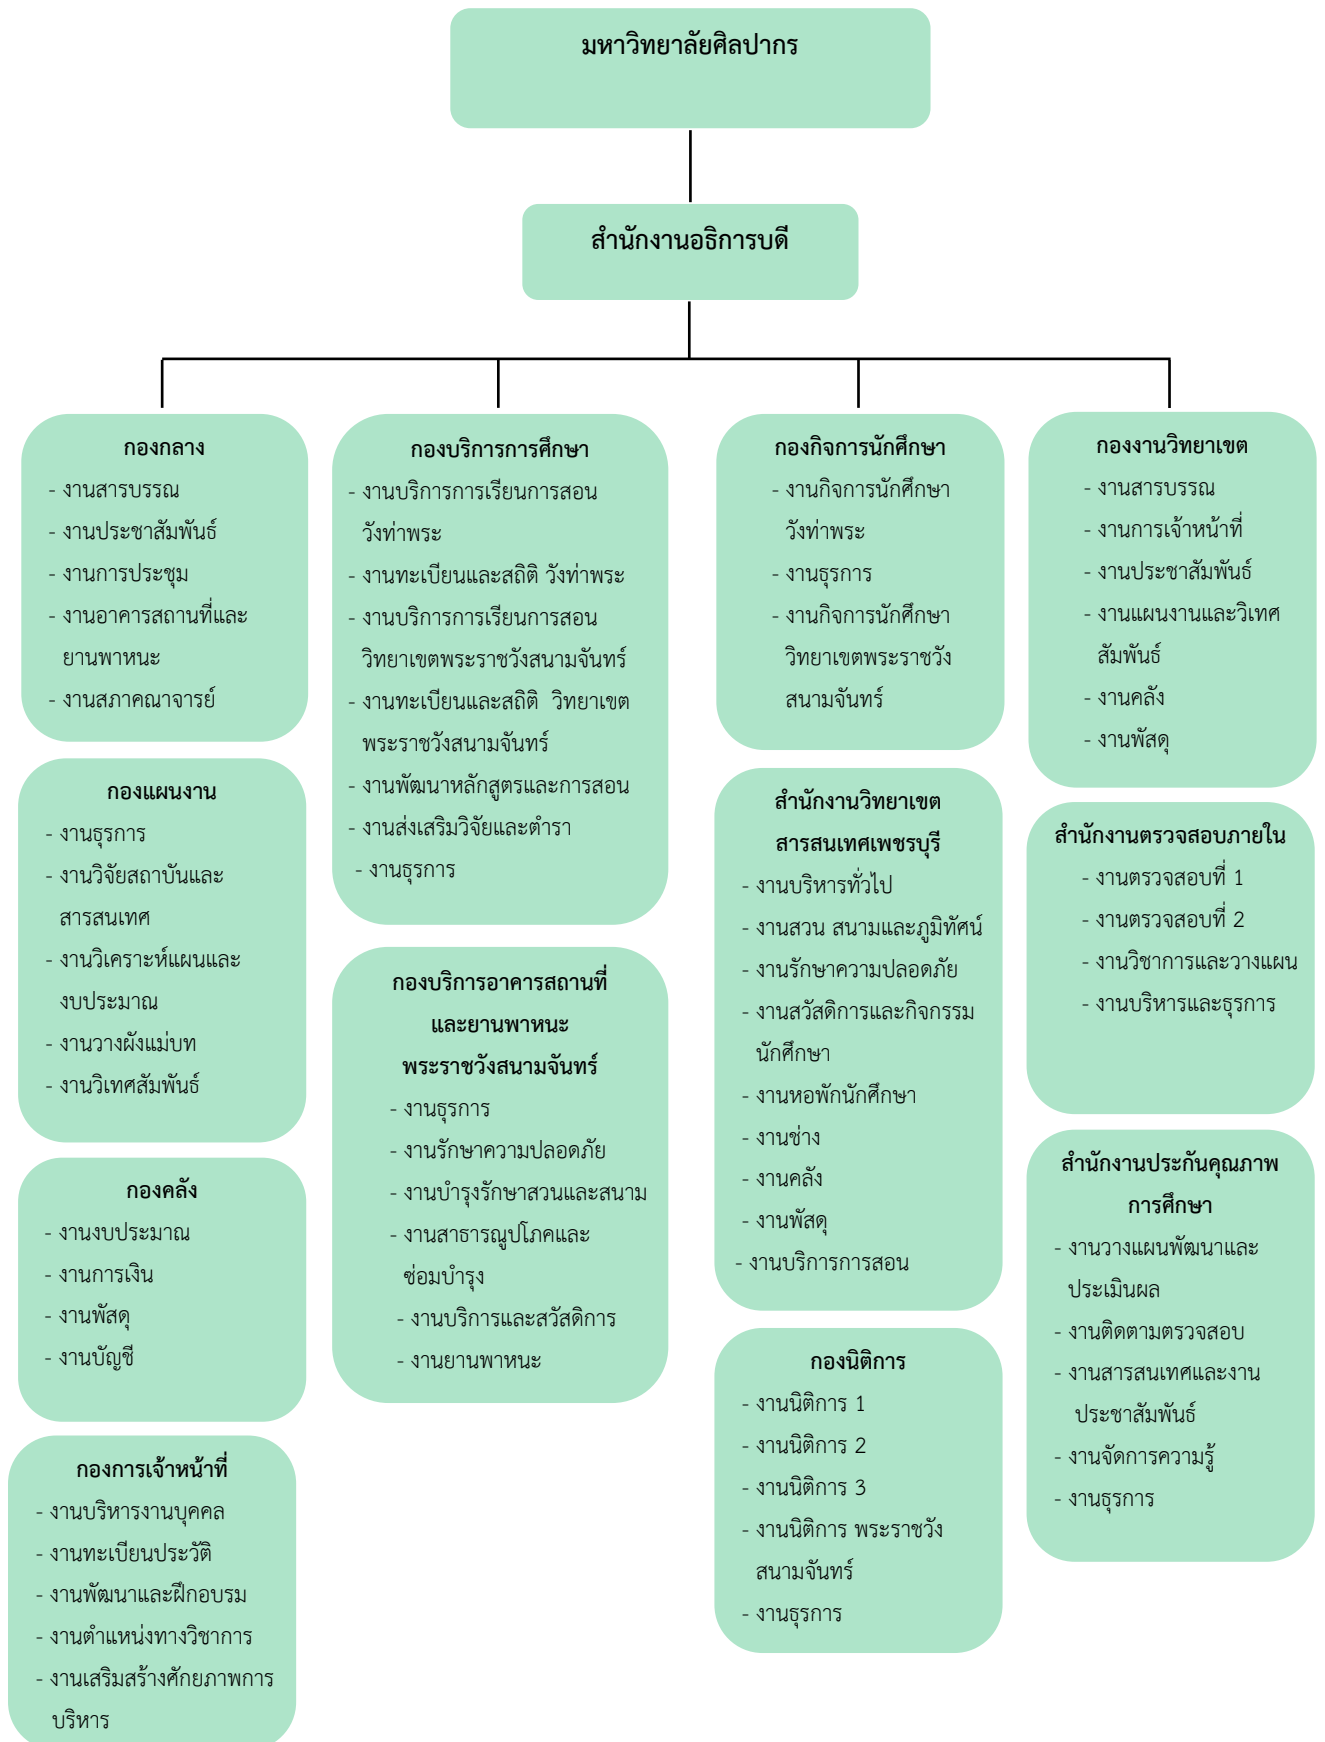 มหาวิทยาลัยศิลปากร
สำนักงานอธิการบดี
กองกลาง
- งานสารบรรณ
- งานประชาสัมพันธ์
- งานการประชุม
- งานอาคารสถานที่และ
ยานพาหนะ
- งานสภาคณาจารย์
กองแผนงาน
- งานธุรการ
- งานวิจัยสถาบันและ
สารสนเทศ
- งานวิเคราะห์แผนและ
งบประมาณ
- งานวางผังแม่บท
- งานวิเทศสัมพันธ์
กองคลัง
- งานงบประมาณ
- งานการเงิน
- งานพัสดุ
- งานบัญชี
กองการเจ้าหน้าที่
- งานบริหารงานบุคคล
- งานทะเบียนประวัติ
- งานพัฒนาและฝึกอบรม
- งานตำแหน่งทางวิชาการ
- งานเสริมสร้างศักยภาพการ
บริหาร
กองบริการการศึกษา
- งานบริการการเรียนการสอน
วังท่าพระ
- งานทะเบียนและสถิติ วังท่าพระ
- งานบริการการเรียนการสอน
วิทยาเขตพระราชวังสนามจันทร์
- งานทะเบียนและสถิติ วิทยาเขต
พระราชวังสนามจันทร์
- งานพัฒนาหลักสูตรและการสอน
- งานส่งเสริมวิจัยและตำรา
- งานธุรการ
กองบริการอาคารสถานที่
และยานพาหนะ
พระราชวังสนามจันทร์
- งานธุรการ
- งานรักษาความปลอดภัย
- งานบำรุงรักษาสวนและสนาม
- งานสาธารณูปโภคและ
ซ่อมบำรุง
- งานบริการและสวัสดิการ
- งานยานพาหนะ
กองกิจการนักศึกษา
- งานกิจการนักศึกษา
วังท่าพระ
- งานธุรการ
- งานกิจการนักศึกษา
วิทยาเขตพระราชวัง
สนามจันทร์
สำนักงานวิทยาเขต
สารสนเทศเพชรบุรี
- งานบริหารทั่วไป
- งานสวน สนามและภูมิทัศน์
- งานรักษาความปลอดภัย
- งานสวัสดิการและกิจกรรม
นักศึกษา
- งานหอพักนักศึกษา
- งานช่าง
- งานคลัง
- งานพัสดุ
- งานบริการการสอน
กองนิติการ
- งานนิติการ 1
- งานนิติการ 2
- งานนิติการ 3
- งานนิติการ พระราชวัง
สนามจันทร์
- งานธุรการ
กองงานวิทยาเขต
- งานสารบรรณ
- งานการเจ้าหน้าที่
- งานประชาสัมพันธ์
- งานแผนงานและวิเทศ
สัมพันธ์
- งานคลัง
- งานพัสดุ
สำนักงานตรวจสอบภายใน
- งานตรวจสอบที่ 1
- งานตรวจสอบที่ 2
- งานวิชาการและวางแผน
- งานบริหารและธุรการ
สำนักงานประกันคุณภาพ
การศึกษา
- งานวางแผนพัฒนาและ
ประเมินผล
- งานติดตามตรวจสอบ
- งานสารสนเทศและงาน
ประชาสัมพันธ์
- งานจัดการความรู้
- งานธุรการ